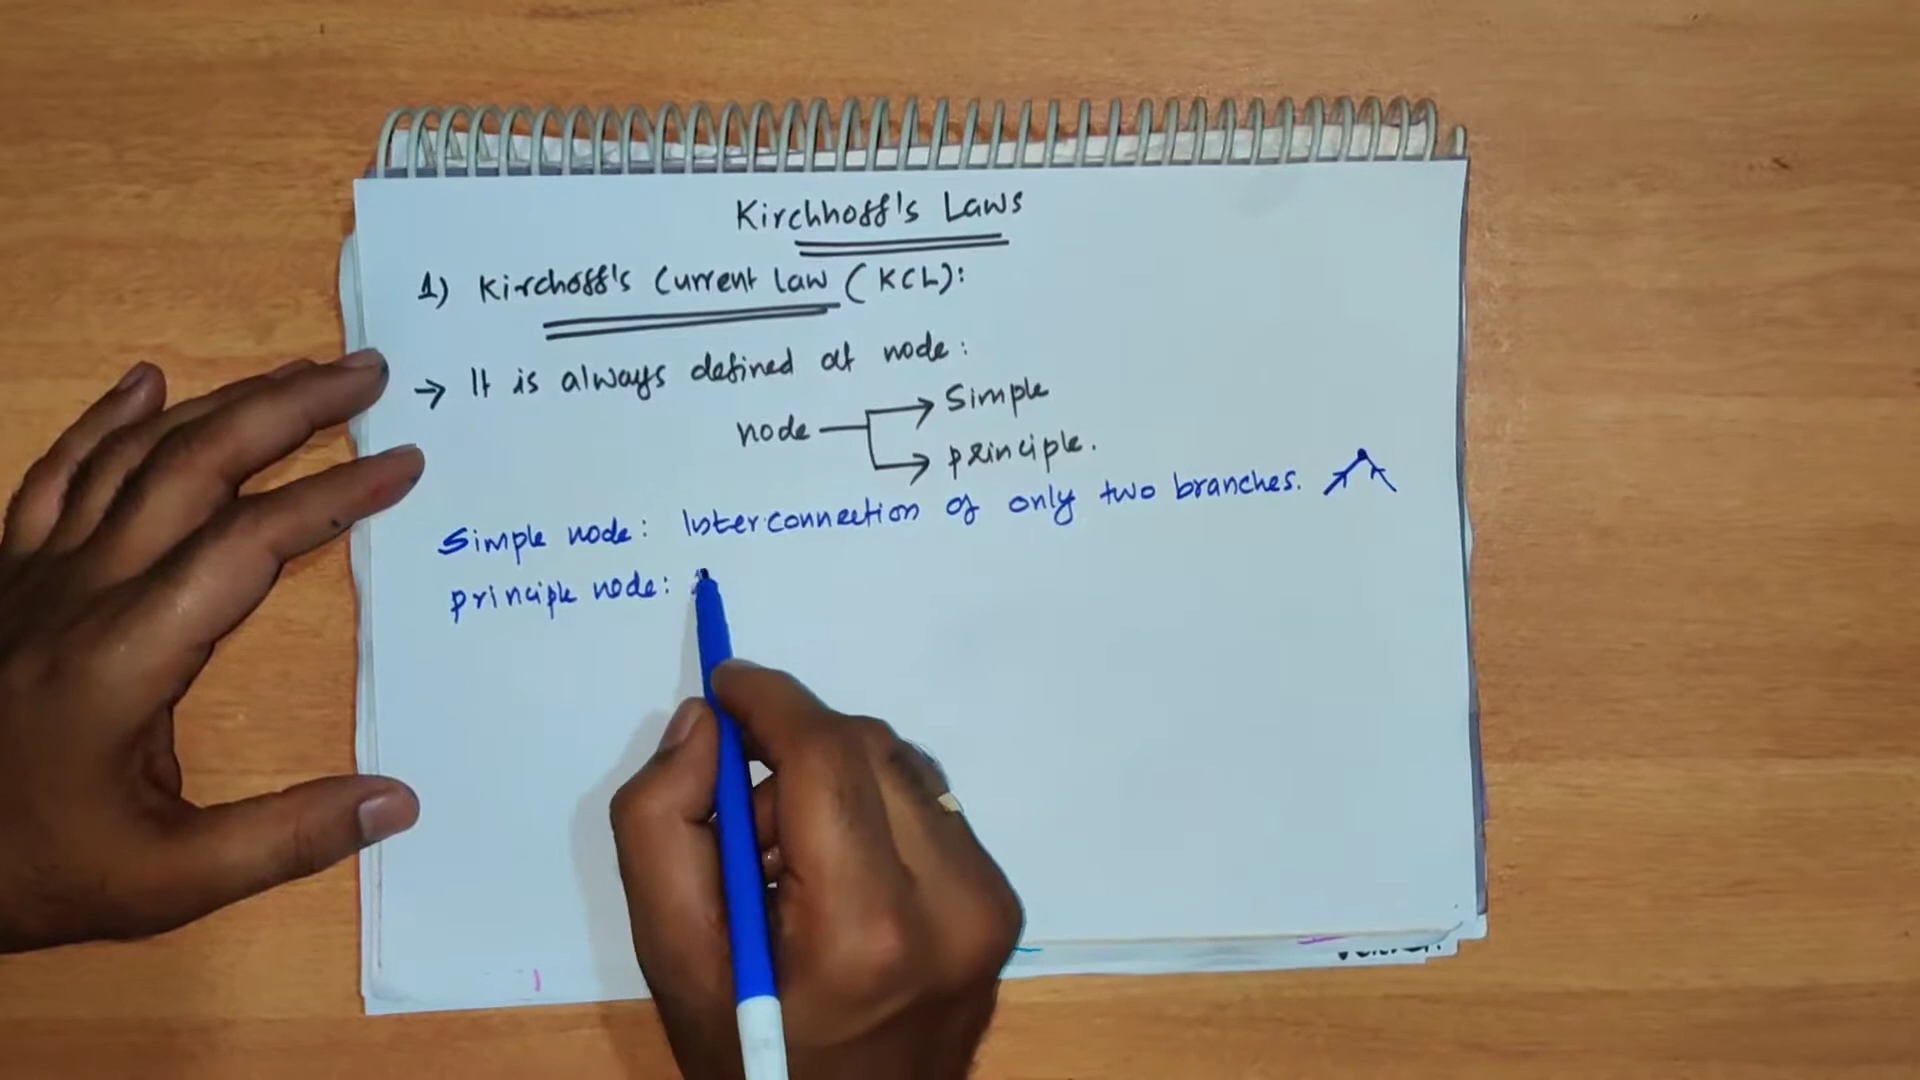 Kirchhoff's Laws
1) Kirchoff's Current law (KCL):
→ It is always defined at node:
Simple
node
principle.
Simple node: Interconnection of only two branches.
principle node: